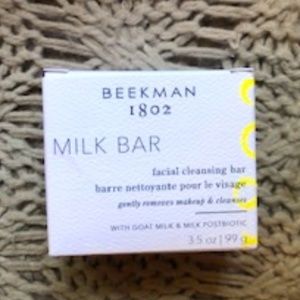 BEEKMAN
1802
MILK BAR
facial cleansing bar
barre nettoyante pour le visage
gently removes makeup & cleanses
WITH GOAT MILK & MILK POSTBIOTIC
3.5 oz | 99 g